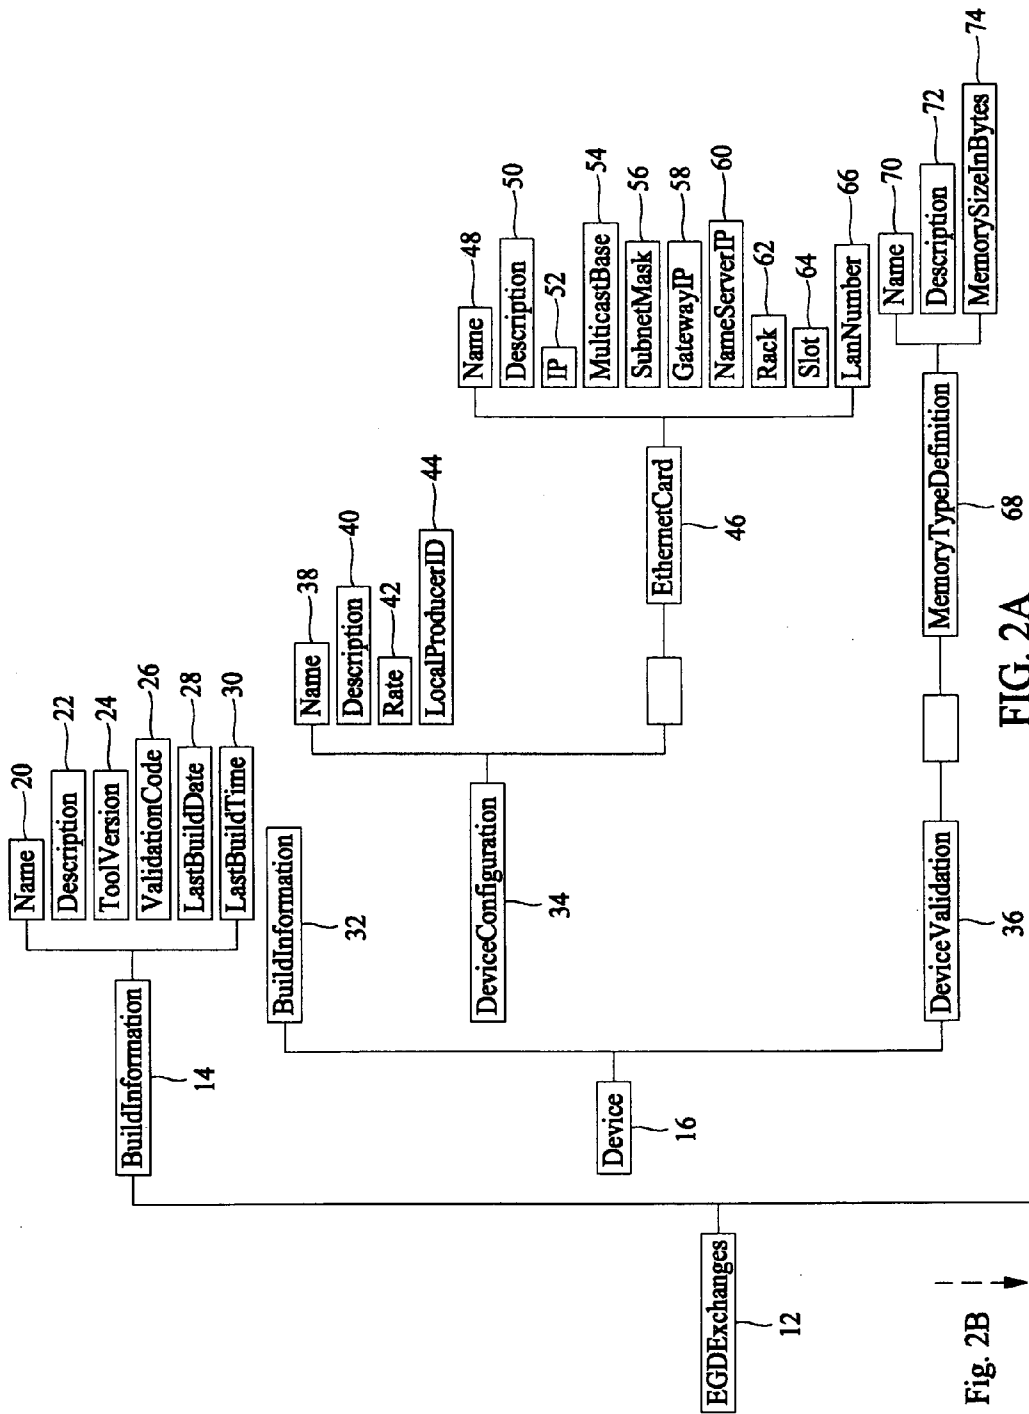 Name 20
Description 22
ToolVersion 24
ValidationCode 26
LastBuildDate 28
LastBuildTime 30
BuildInformation
14
BuildInformation
32
Name 38
Description 40
Rate 42
LocalProducerID 44
DeviceConfiguration
34
Name 48
Description 50
IP 52
MulticastBase 54
SubnetMask 56
GatewayIP 58
NameServerIP 60
Rack 62
Slot 64
LanNumber 66
EthernetCard
46
Device
16
Name 70
Description 72
MemorySizeInBytes 74
MemoryTypeDefinition
68
DeviceValidation
36
EGDExchanges
12
Fig. 2B
FIG. 2A